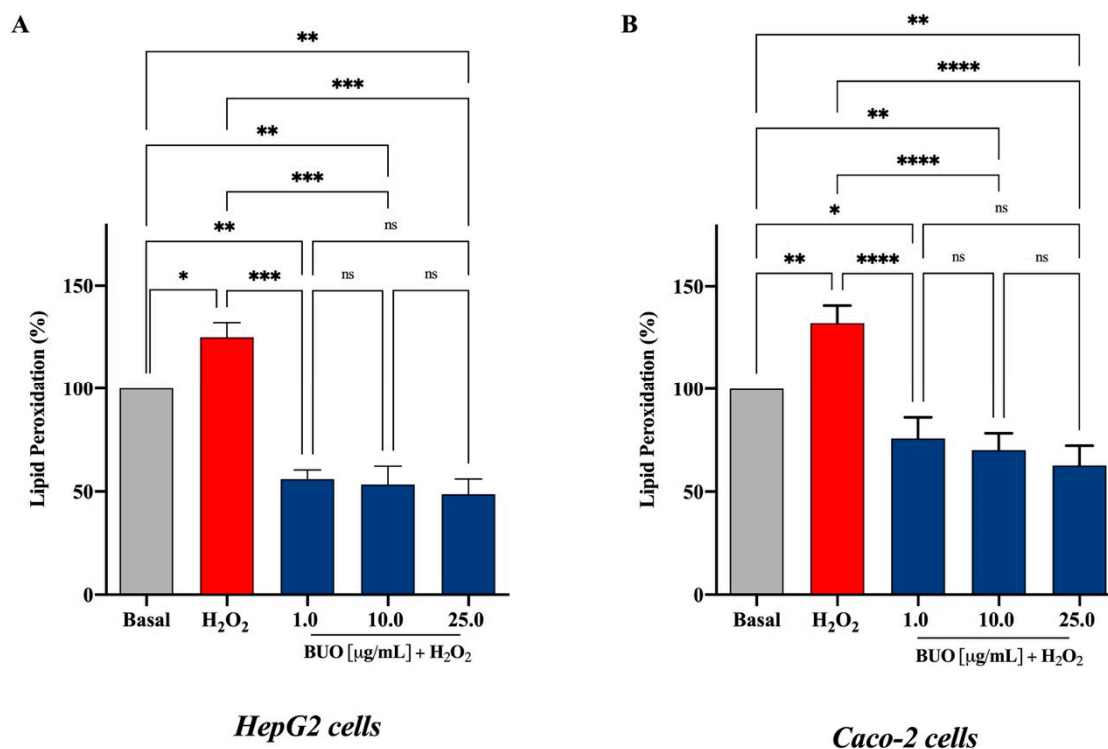 A
**
***
**
***
**
ns
*
***
ns
ns
150
100
50
0
Lipid Peroxidation (%)
Basal
H₂O₂
1.0
10.0
25.0
BUO [µg/mL] + H₂O₂
HepG2 cells
B
**
****
**
****
*
ns
**
****
ns
ns
150
100
50
0
Lipid Peroxidation (%)
Basal
H₂O₂
1.0
10.0
25.0
BUO [µg/mL] + H₂O₂
Caco-2 cells